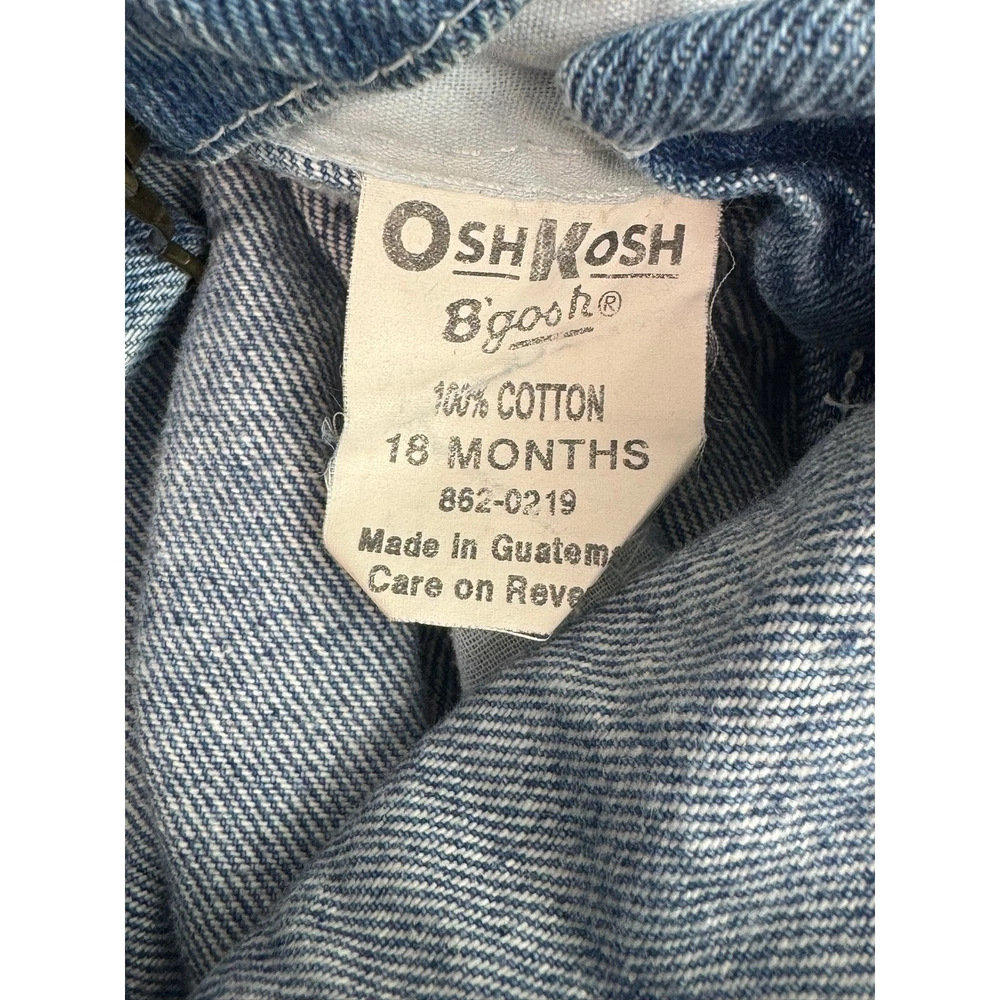 OSHKOSH
B'gosh®
100% COTTON
18 MONTHS
862-0219
Made in Guatem
Care on Reve